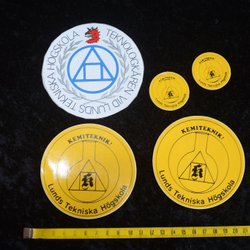 TEKNOLOGKÅREN VID LUNDS TEKNISKA HÖGSKOLA
KEMITEKNIK!
K
Lunds Tekniska Högskola
KEMITEKNIK!
K
Lunds Tekniska Högskola